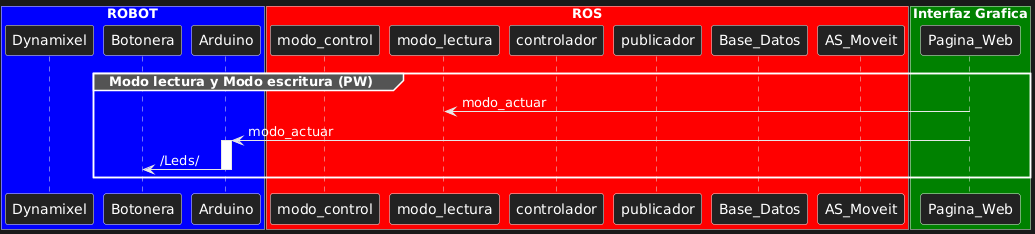 ROBOT
ROS
Interfaz Grafica
Dynamixel
Botonera
Arduino
modo_control
modo_lectura
controlador
publicador
Base_Datos
AS_Moveit
Pagina_Web
Modo lectura y Modo escritura (PW)
modo_actuar
modo_actuar
/Leds/
Dynamixel
Botonera
Arduino
modo_control
modo_lectura
controlador
publicador
Base_Datos
AS_Moveit
Pagina_Web